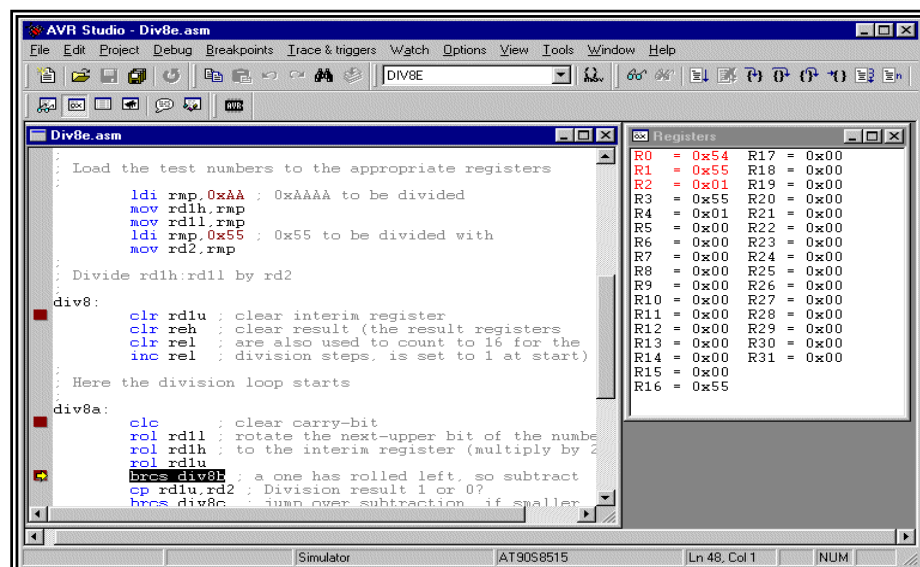 AVR Studio - Div8e.asm
File Edit Project Debug Breakpoints Trace & triggers Watch Options View Tools Window Help
DIV8E
AVR
Div8e.asm
;
; Load the test numbers to the appropriate registers
;
ldi rmp,0xAA ; 0xAAAA to be divided
mov rd1h,rmp
mov rd1l,rmp
ldi rmp,0x55 ; 0x55 to be divided with
mov rd2,rmp
;
; Divide rd1h:rd1l by rd2
;
div8:
clr rd1u ; clear interim register
clr reh ; clear result (the result registers
clr rel ; are also used to count to 16 for the
inc rel ; division steps, is set to 1 at start)
;
; Here the division loop starts
;
div8a:
clc ; clear carry-bit
rol rd1l ; rotate the next-upper bit of the numbe
rol rd1h ; to the interim register (multiply by 2
rol rd1u
brcs div8b ; a one has rolled left, so subtract
cp rd1u,rd2 ; Division result 1 or 0?
brcs div8c ; jump over subtraction, if smaller
Registers
R0 = 0x54 R17 = 0x00
R1 = 0x55 R18 = 0x00
R2 = 0x01 R19 = 0x00
R3 = 0x55 R20 = 0x00
R4 = 0x01 R21 = 0x00
R5 = 0x00 R22 = 0x00
R6 = 0x00 R23 = 0x00
R7 = 0x00 R24 = 0x00
R8 = 0x00 R25 = 0x00
R9 = 0x00 R26 = 0x00
R10 = 0x00 R27 = 0x00
R11 = 0x00 R28 = 0x00
R12 = 0x00 R29 = 0x00
R13 = 0x00 R30 = 0x00
R14 = 0x00 R31 = 0x00
R15 = 0x00
R16 = 0x55
Simulator AT90S8515 Ln 48, Col 1 NUM